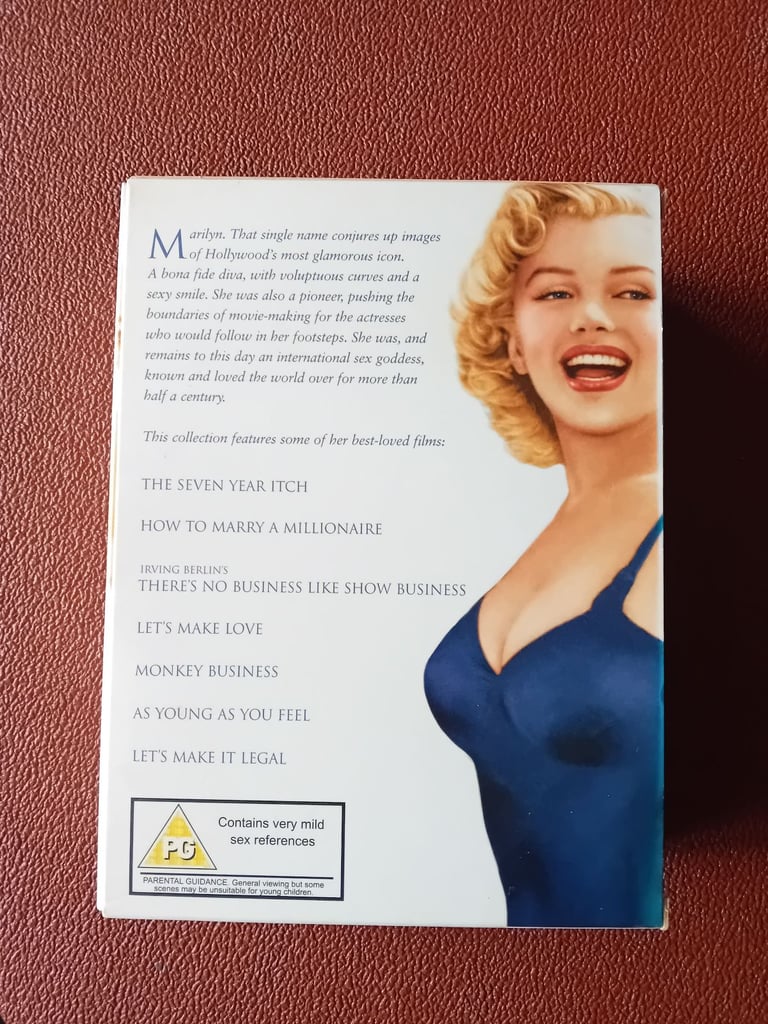 Marilyn. That single name conjures up images
of Hollywood's most glamorous icon.
A bona fide diva, with voluptuous curves and a
sexy smile. She was also a pioneer, pushing the
boundaries of movie-making for the actresses
who would follow in her footsteps. She was, and
remains to this day an international sex goddess,
known and loved the world over for more than
half a century.
This collection features some of her best-loved films:
THE SEVEN YEAR ITCH
HOW TO MARRY A MILLIONAIRE
IRVING BERLIN'S
THERE'S NO BUSINESS LIKE SHOW BUSINESS
LET'S MAKE LOVE
MONKEY BUSINESS
AS YOUNG AS YOU FEEL
LET'S MAKE IT LEGAL
PG
Contains very mild
sex references
PARENTAL GUIDANCE General viewing but some
scenes may be unsuitable for young children.